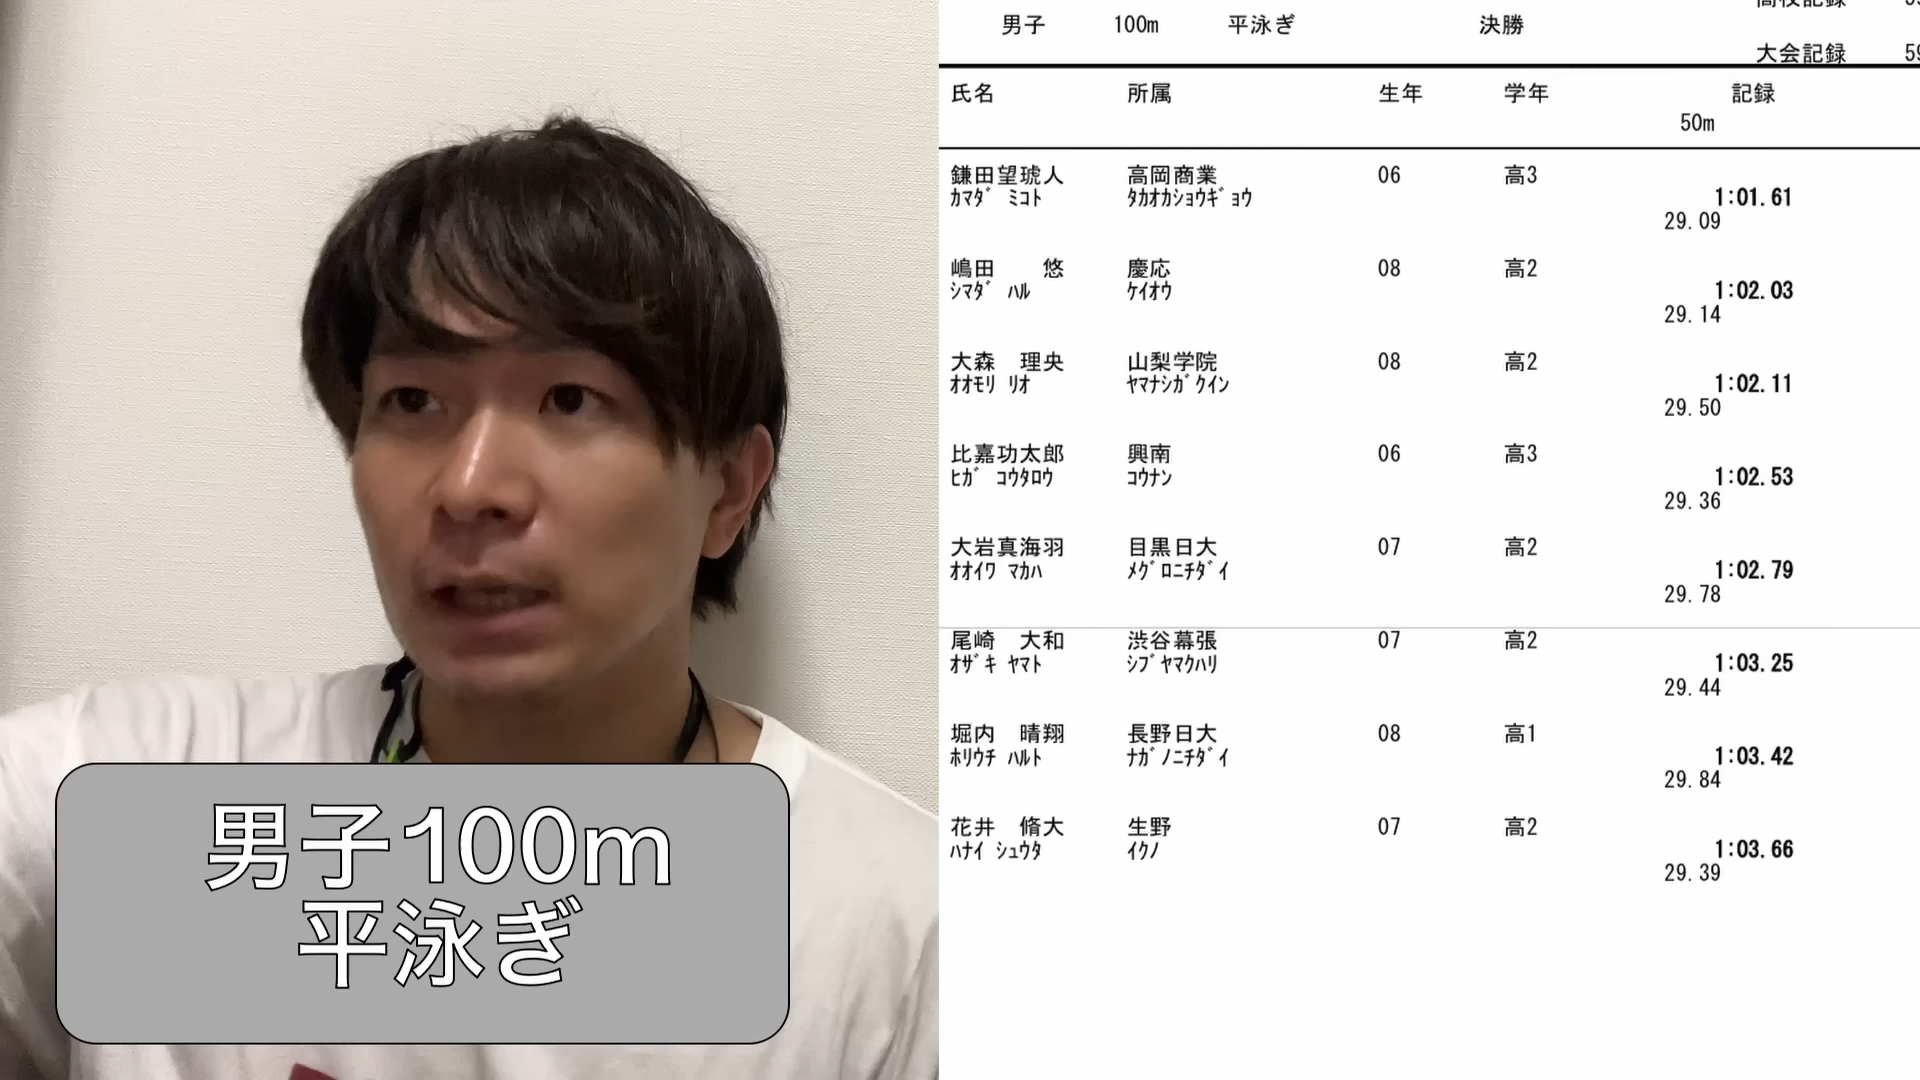 男子100m
平泳ぎ
男子 100m 平泳ぎ 決勝
大会記録
氏名 所属 生年 学年 記録
50m
鎌田望琥人 高岡商業 06 高3
ｶﾏﾀﾞ ﾐｺﾄ ﾀｶｵｶｼｮｳｷﾞｮｳ 1:01.61
29.09
嶋田 悠 慶応 08 高2
ｼﾏﾀﾞ ﾊﾙ ｹｲｵｳ 1:02.03
29.14
大森 理央 山梨学院 08 高2
ｵｵﾓﾘ ﾘｵ ﾔﾏﾅｼｶﾞｸｲﾝ 1:02.11
29.50
比嘉功太郎 興南 06 高3
ﾋｶﾞ ｺｳﾀﾛｳ ｺｳﾅﾝ 1:02.53
29.36
大岩真海羽 目黒日大 07 高2
ｵｵｲﾜ ﾏｶﾊ ﾒｸﾞﾛﾆﾁﾀﾞｲ 1:02.79
29.78
尾崎 大和 渋谷幕張 07 高2
ｵｻﾞｷ ﾔﾏﾄ ｼﾌﾞﾔﾏｸﾊﾘ 1:03.25
29.44
堀内 晴翔 長野日大 08 高1
ﾎﾘｳﾁ ﾊﾙﾄ ﾅｶﾞﾉﾆﾁﾀﾞｲ 1:03.42
29.84
花井 脩大 生野 07 高2
ﾊﾅｲ ｼｭｳﾀ ｲｸﾉ 1:03.66
29.39